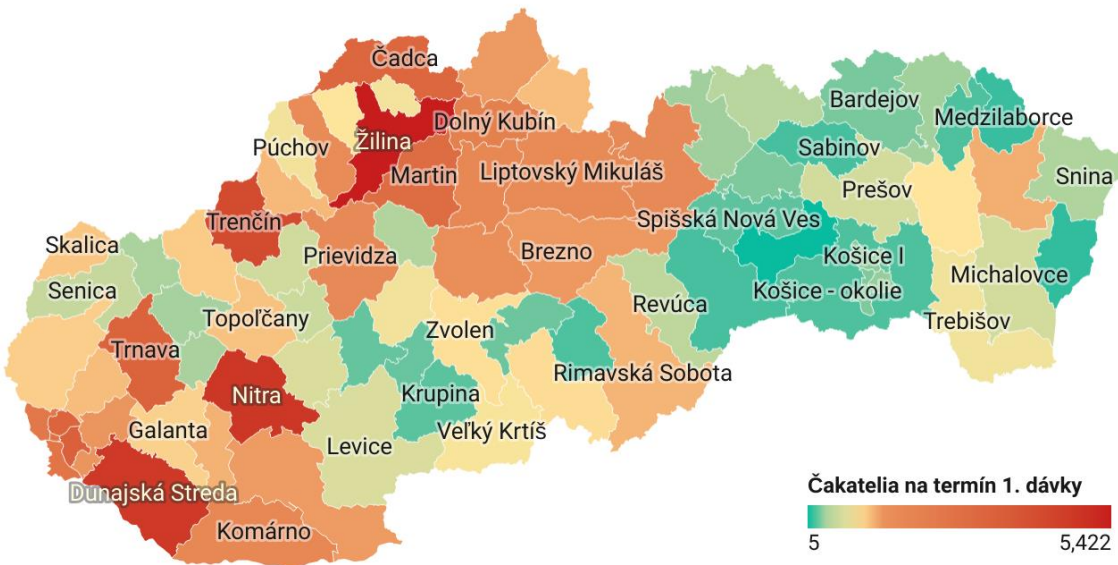 Čadca
Bardejov
Medzilaborce
Dolný Kubín
Žilina
Púchov
Sabinov
Martin
Liptovský Mikuláš
Snina
Prešov
Trenčín
Spišská Nová Ves
Skalica
Prievidza
Brezno
Košice I
Michalovce
Senica
Košice - okolie
Revúca
Topoľčany
Trebišov
Zvolen
Trnava
Rimavská Sobota
Nitra
Krupina
Galanta
Veľký Krtíš
Levice
Dunajská Streda
Čakatelia na termín 1. dávky
Komárno
5
5,422